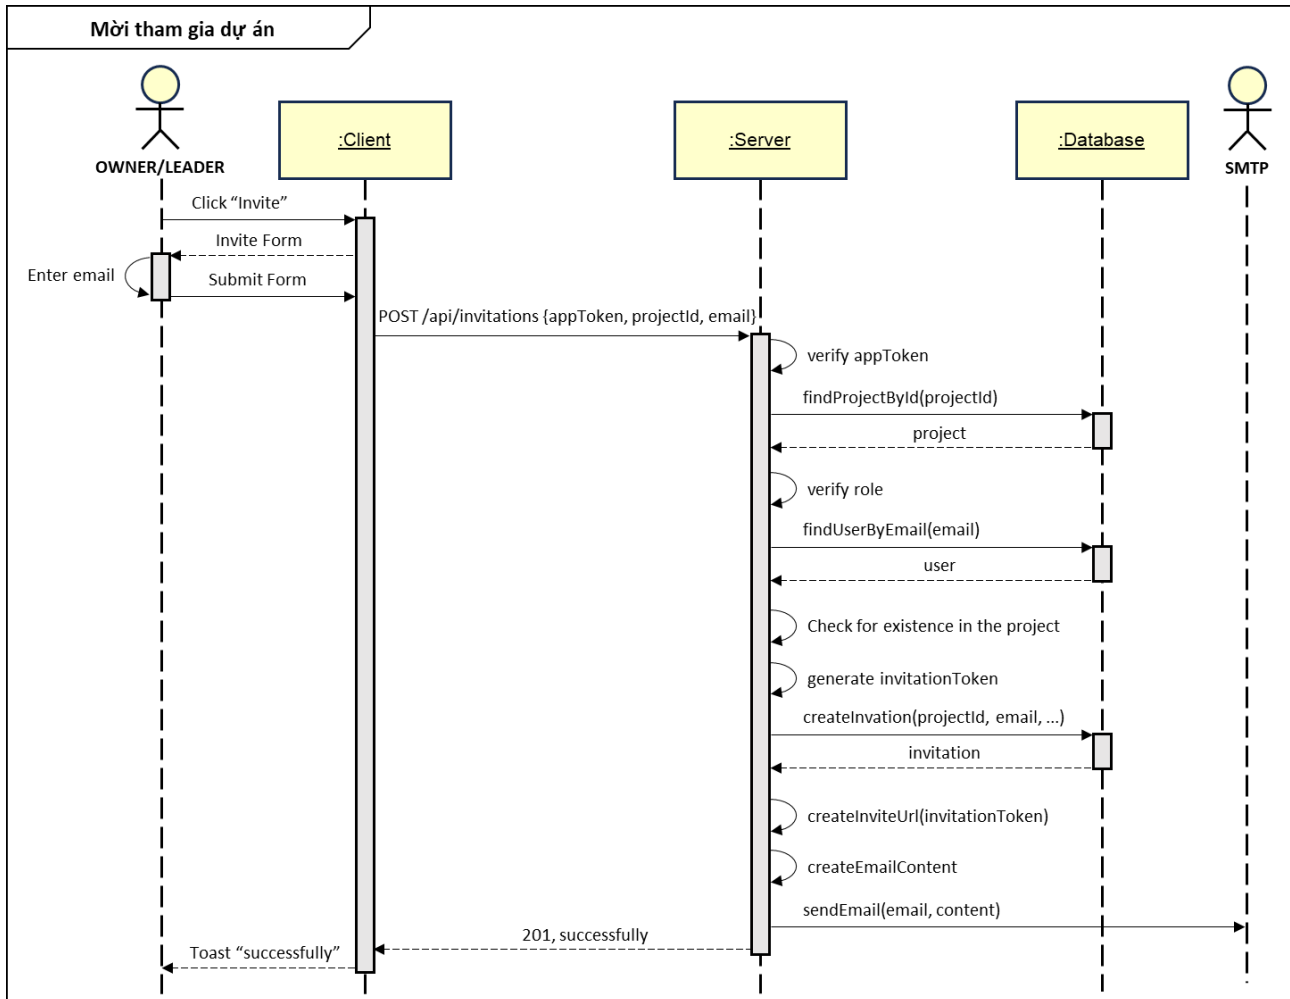 Mời tham gia dự án
OWNER/LEADER
:Client
:Server
:Database
SMTP
Click “Invite”
Invite Form
Enter email
Submit Form
POST /api/invitations {appToken, projectId, email}
verify appToken
findProjectById(projectId)
project
verify role
findUserByEmail(email)
user
Check for existence in the project
generate invitationToken
createInvation(projectId, email, ...)
invitation
createInviteUrl(invitationToken)
createEmailContent
sendEmail(email, content)
201, successfully
Toast “successfully”